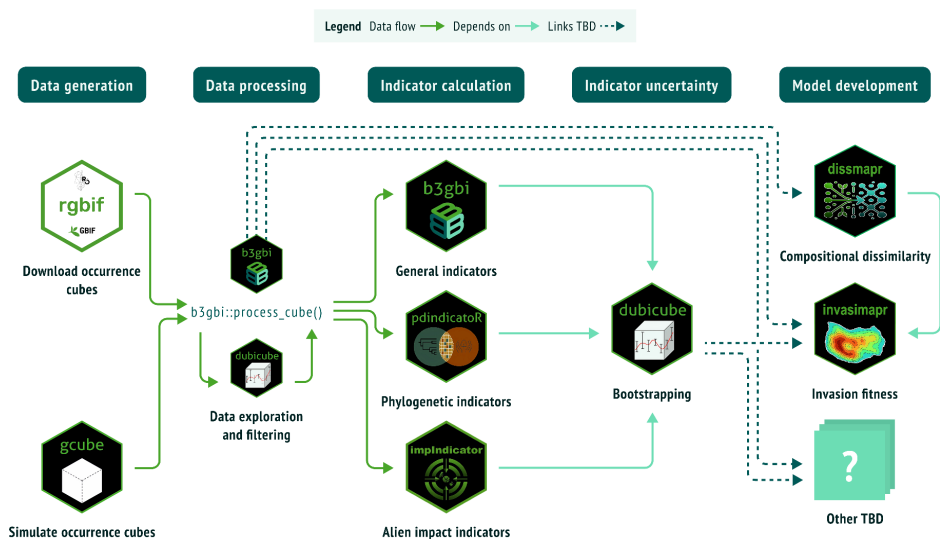 Legend Data flow Depends on Links TBD
Data generation
Data processing
Indicator calculation
Indicator uncertainty
Model development
R
rgbif
GBIF
Download occurrence
cubes
b3gbi
b3gbi::process_cube()
dubicube
Data exploration
and filtering
gcube
Simulate occurrence cubes
b3gbi
General indicators
pdindicatoR
Phylogenetic indicators
impIndicator
Alien impact indicators
dubicube
Bootstrapping
dissmapr
Compositional dissimilarity
invasimapr
Invasion fitness
?
Other TBD